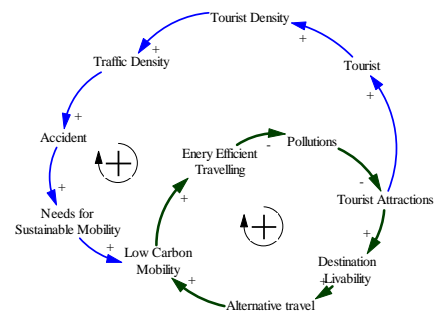 Tourist Density
+
+
Traffic Density
Tourist
+
+
Accident
+
Enery Efficient
Travelling
-
Pollutions
-
Tourist Attractions
+
Needs for
Sustainable Mobility
+
+
+
Low Carbon
Mobility
Destination
Livability
+
+
Alternative travel